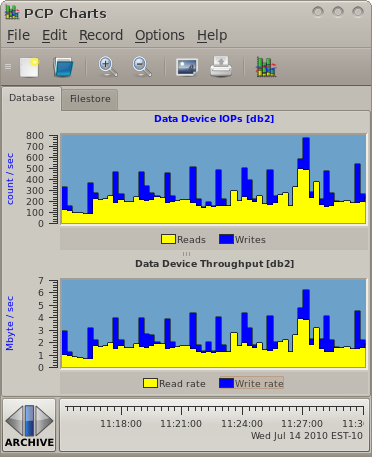 PCP Charts
File Edit Record Options Help
Database Filestore
Data Device IOPs [db2]
count / sec
800
700
600
500
400
300
200
100
0
Reads Writes
Data Device Throughput [db2]
Mbyte / sec
7
6
5
4
3
2
1
0
Read rate Write rate
ARCHIVE
11:18:00 11:21:00 11:24:00 11:27:00 11:30
Wed Jul 14 2010 EST-10